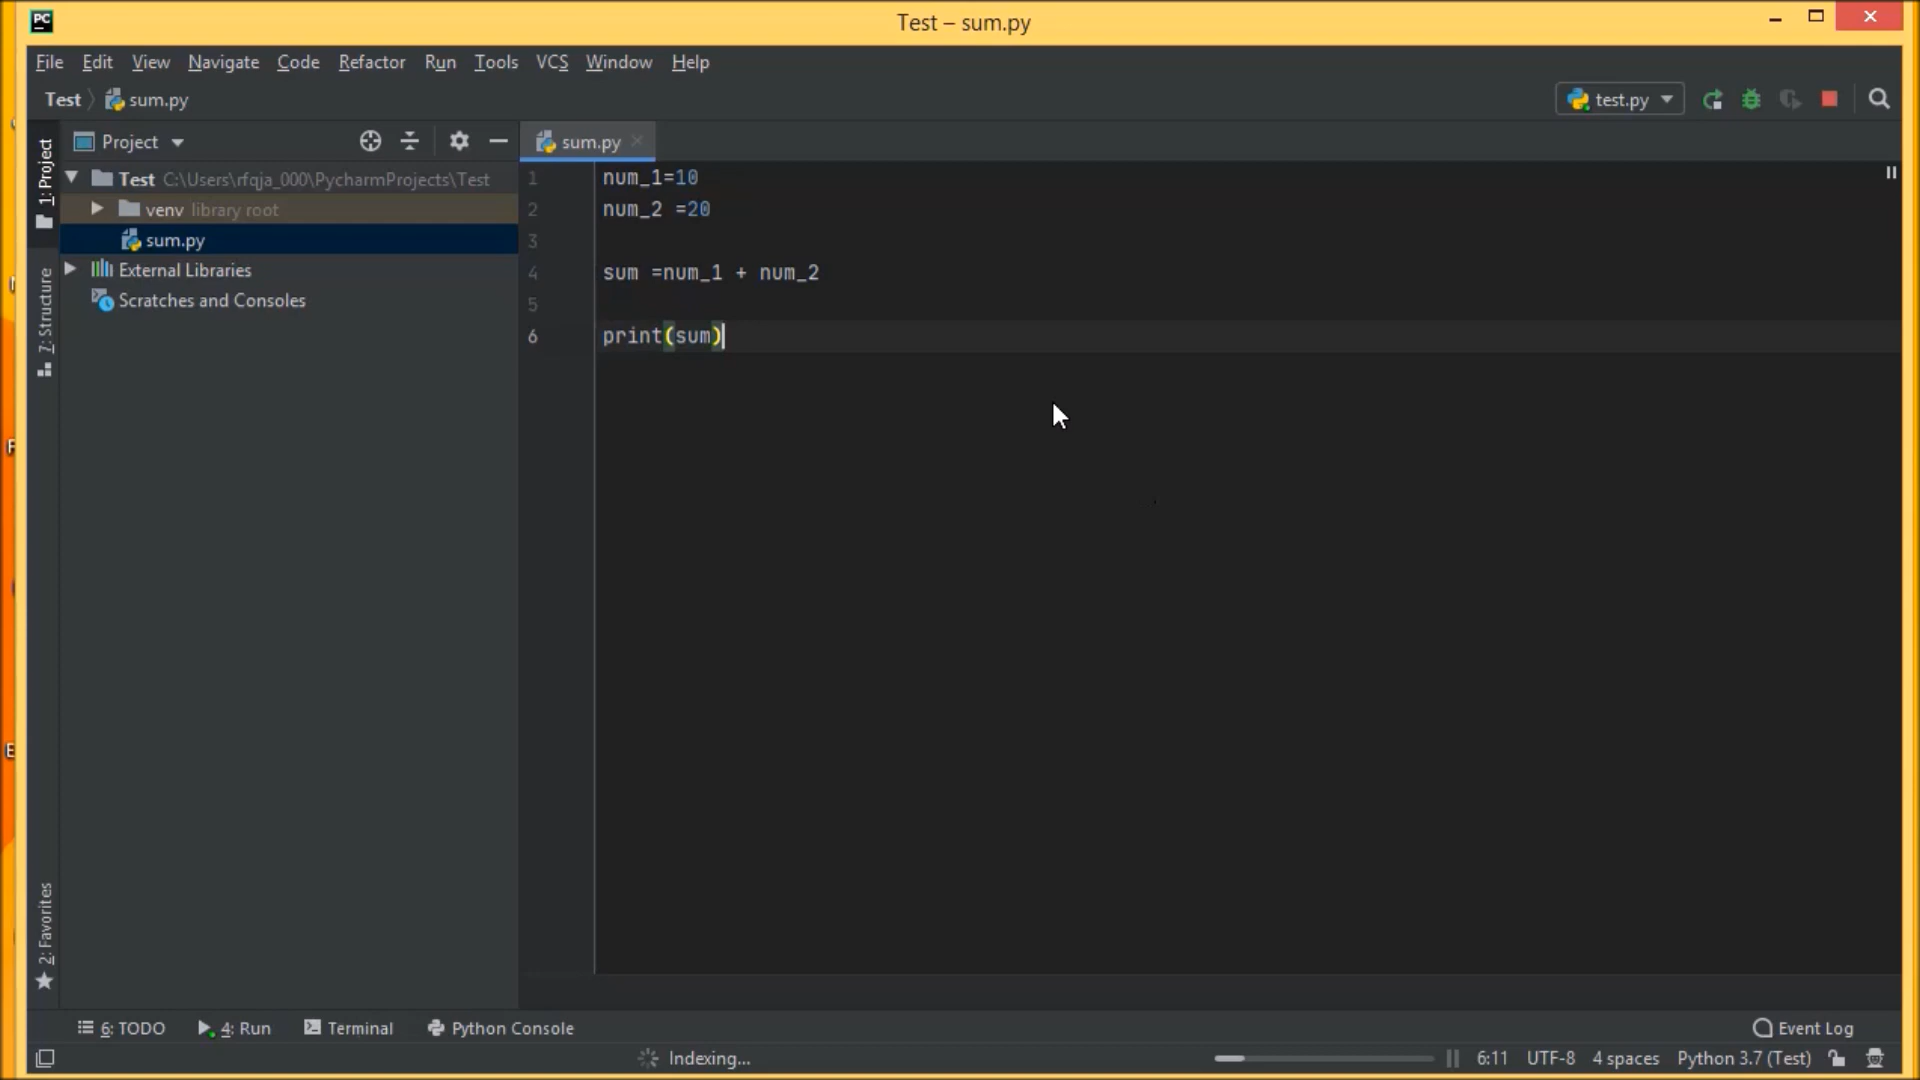 PC
Test – sum.py
File Edit View Navigate Code Refactor Run Tools VCS Window Help
Test sum.py
test.py
1: Project
Project
sum.py
Test C:\Users\rfqja_000\PycharmProjects\Test
venv library root
sum.py
External Libraries
Scratches and Consoles
7: Structure
2: Favorites
1 num_1=10
2 num_2 =20
3
4 sum =num_1 + num_2
5
6 print(sum)
6: TODO 4: Run Terminal Python Console Event Log
Indexing... 6:11 UTF-8 4 spaces Python 3.7 (Test)